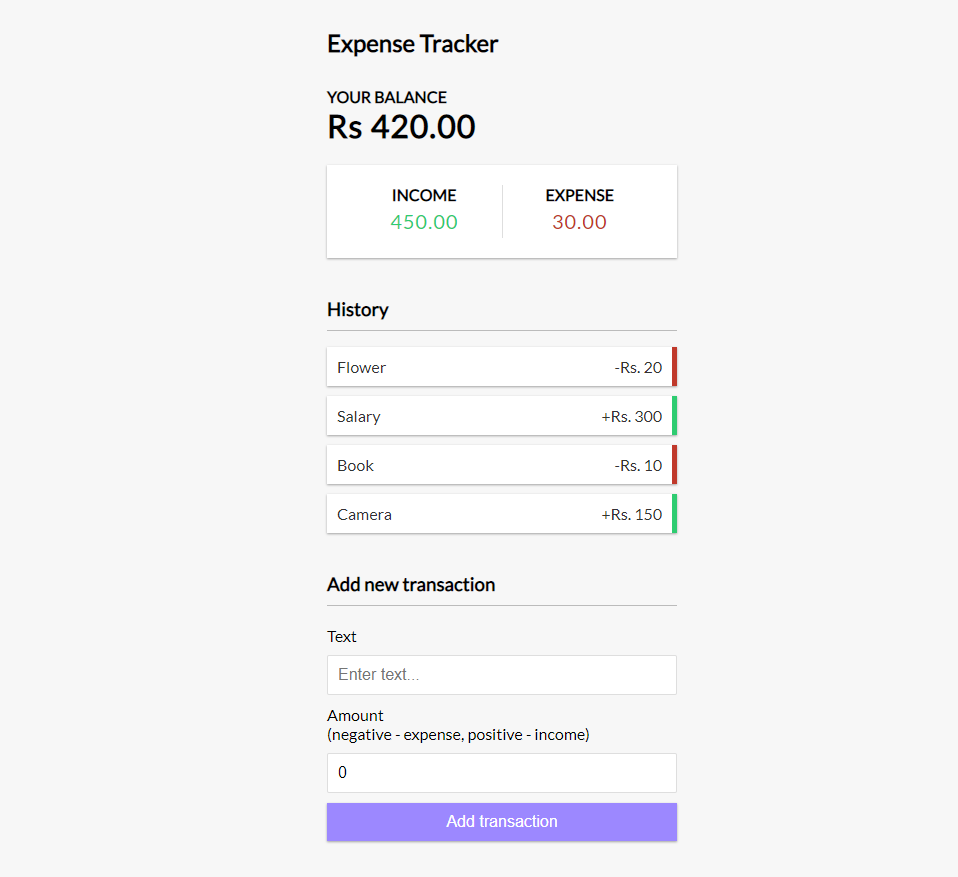 Expense Tracker
YOUR BALANCE
Rs 420.00
INCOME EXPENSE
450.00 30.00
History
Flower -Rs. 20
Salary +Rs. 300
Book -Rs. 10
Camera +Rs. 150
Add new transaction
Text
Enter text...
Amount
(negative - expense, positive - income)
0
Add transaction